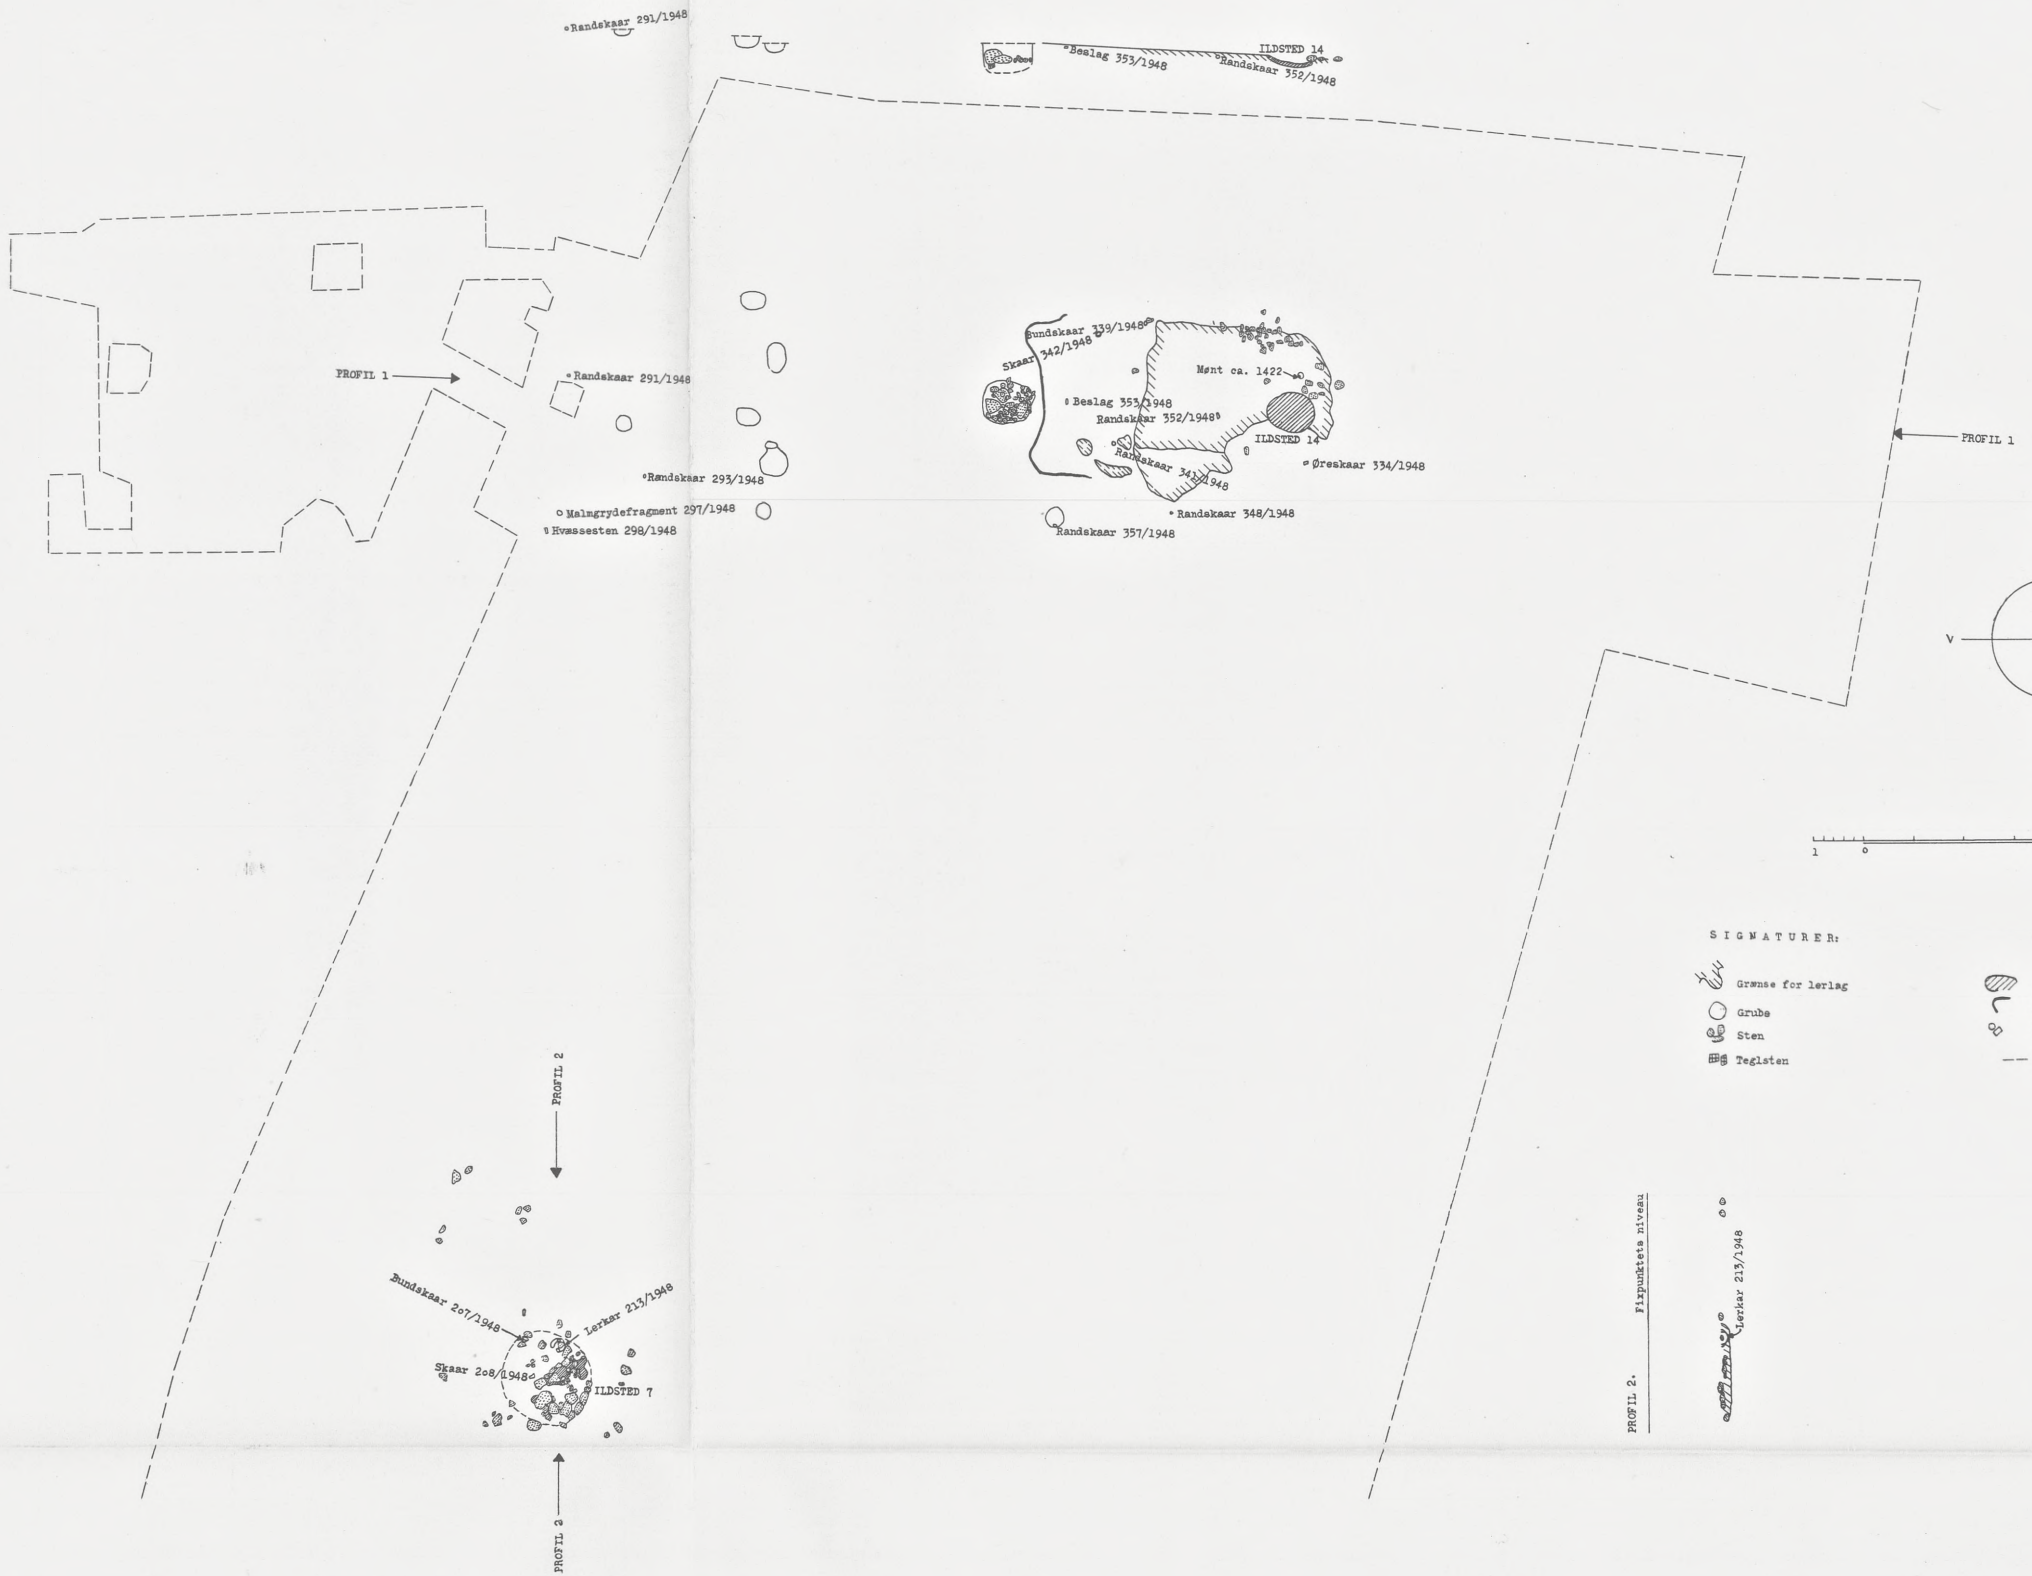 Randskaar 291/1948
Beslag 353/1948
ILDSTED 14
Randskaar 352/1948
PROFIL 1
Randskaar 291/1948
Randskaar 293/1948
Malmgrydefragment 297/1948
Hvæssesten 298/1948
Bundskaar 339/1948
Skaar 342/1948
Mønt ca. 1422
Beslag 353/1948
Randskaar 352/1948
ILDSTED 14
Randskaar 341/1948
Øreskaar 334/1948
Randskaar 348/1948
Randskaar 357/1948
PROFIL 1
V
1 0
SIGNATURER:
Grænse for lerlag
Grube
Sten
Teglsten
PROFIL 2
Bundskaar 207/1948
Lerkar 213/1948
Skaar 208/1948
ILDSTED 7
PROFIL 2
PROFIL 2.
Fixpunktets niveau
Lerkar 213/1948